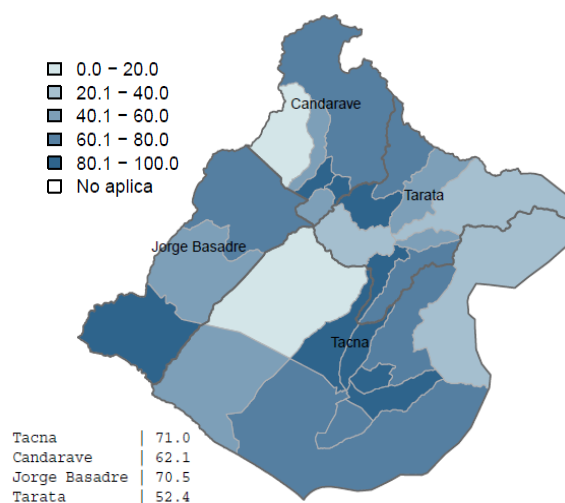 0.0 − 20.0
20.1 − 40.0
40.1 − 60.0
60.1 − 80.0
80.1 − 100.0
No aplica
Candarave
Tarata
Jorge Basadre
Tacna
Tacna | 71.0
Candarave | 62.1
Jorge Basadre | 70.5
Tarata | 52.4